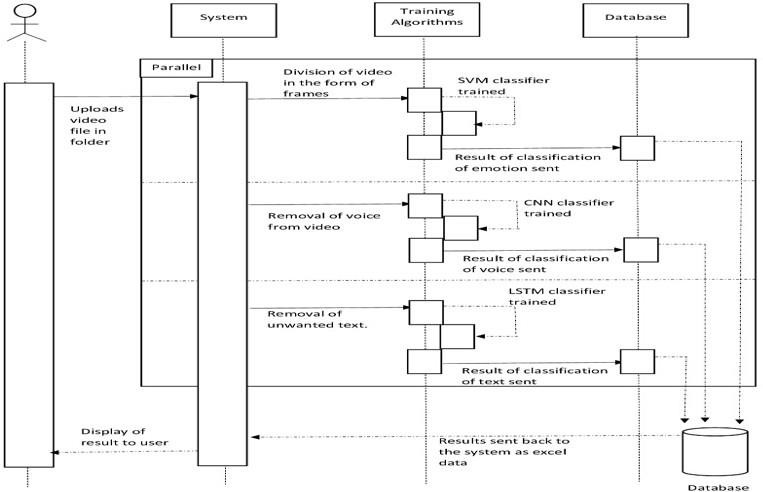 System
Training
Algorithms
Database
Parallel
Uploads
video
file in
folder
Division of video
in the form of
frames
SVM classifier
trained
Result of classification
of emotion sent
Removal of voice
from video
CNN classifier
trained
Result of classification
of voice sent
Removal of
unwanted text.
LSTM classifier
trained
Result of classification
of text sent
Display of
result to user
Results sent back to
the system as excel
data
Database